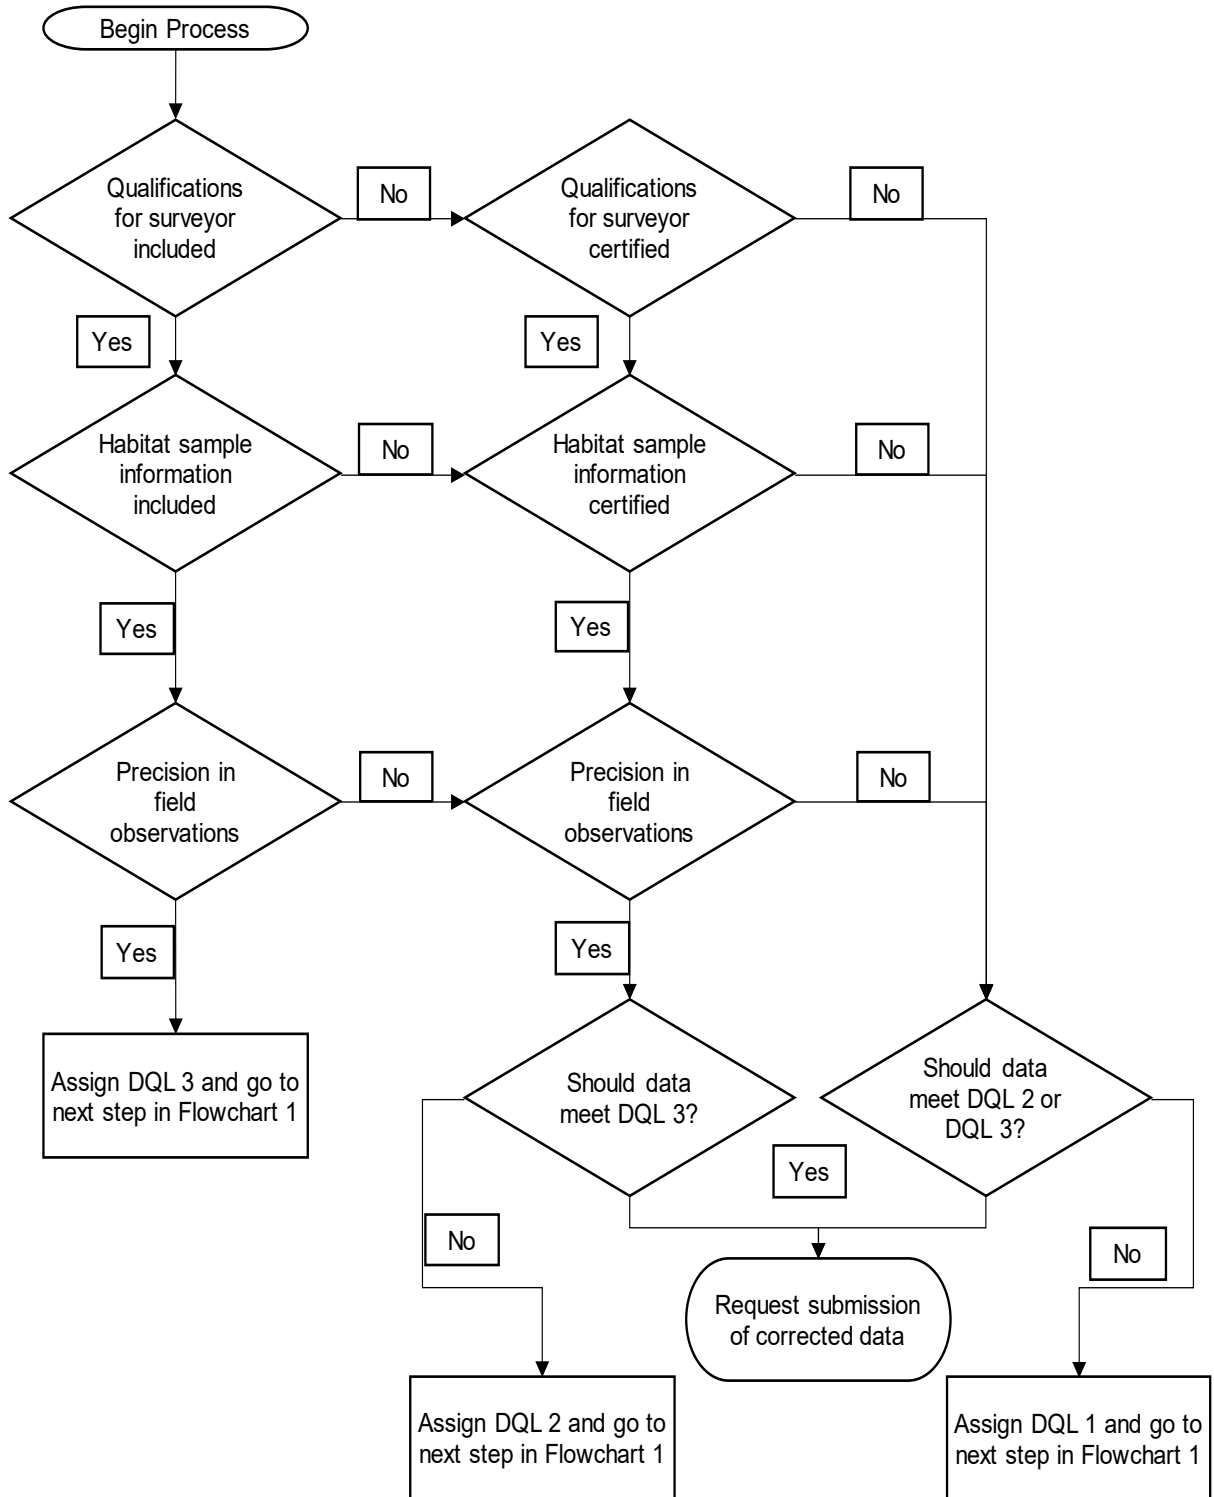 Begin Process
Qualifications
for surveyor
included
No
Qualifications
for surveyor
certified
No
Yes
Yes
Habitat sample
information
included
No
Habitat sample
information
certified
No
Yes
Yes
Precision in
field
observations
No
Precision in
field
observations
No
Yes
Yes
Assign DQL 3 and go to
next step in Flowchart 1
Should data
meet DQL 3?
Should data
meet DQL 2 or
DQL 3?
Yes
No
No
Request submission
of corrected data
Assign DQL 2 and go to
next step in Flowchart 1
Assign DQL 1 and go to
next step in Flowchart 1